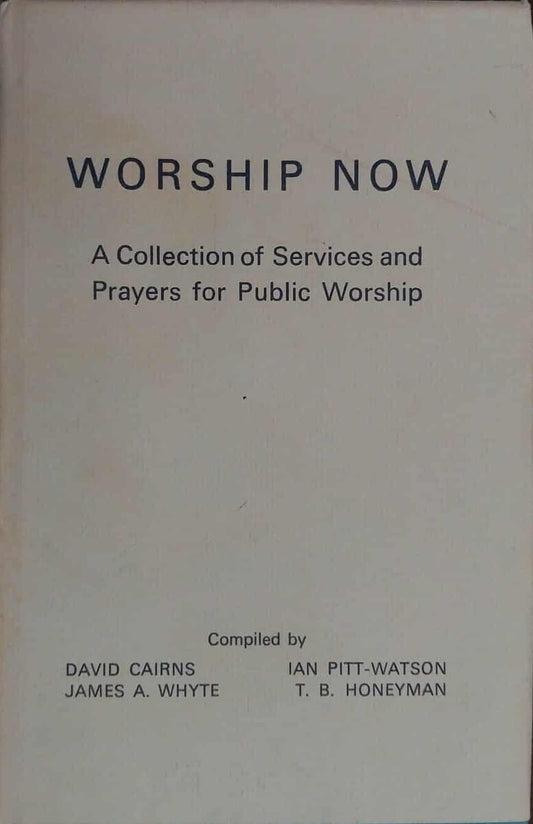 WORSHIP NOW
A Collection of Services and
Prayers for Public Worship
Compiled by
DAVID CAIRNS IAN PITT-WATSON
JAMES A. WHYTE T. B. HONEYMAN